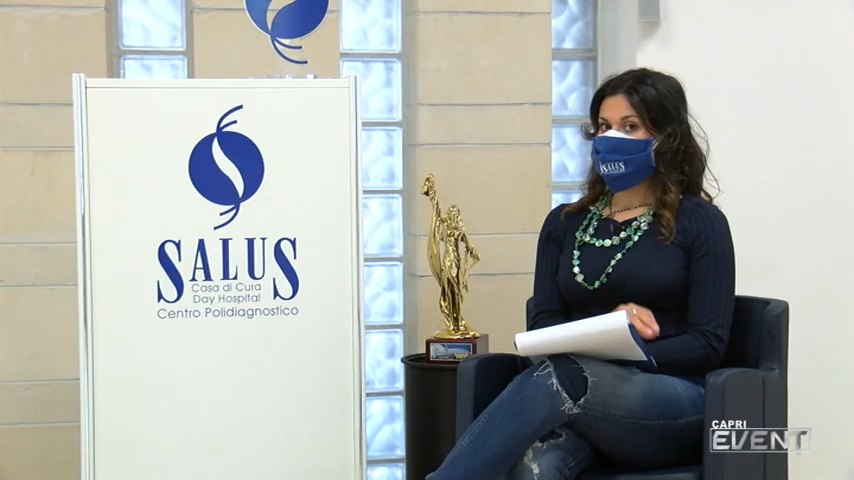 SALUS
Casa di Cura
Day Hospital
Centro Polidiagnostico
SALUS
CAPRI
EVENT